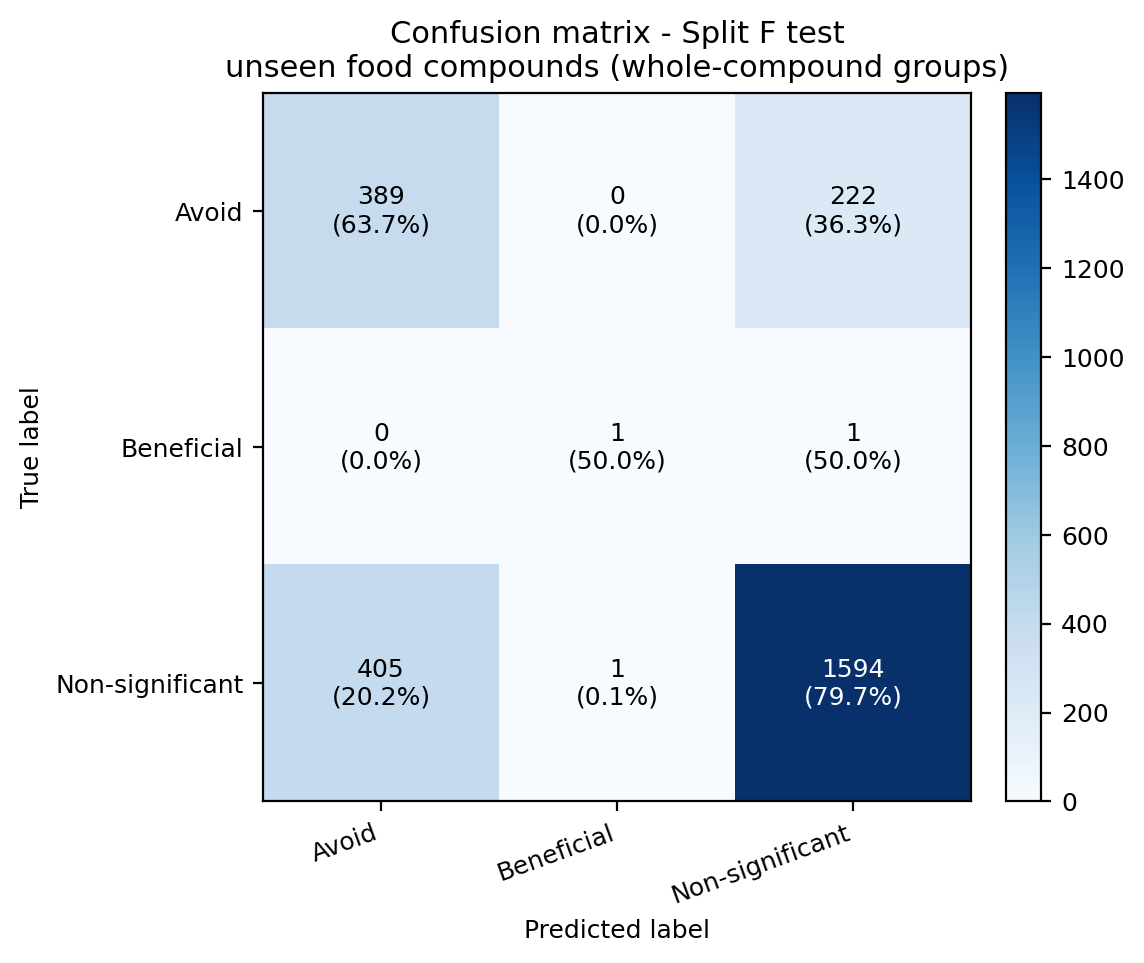 Confusion matrix - Split F test
unseen food compounds (whole-compound groups)
True label
Avoid
389
(63.7%)
0
(0.0%)
222
(36.3%)
Beneficial
0
(0.0%)
1
(50.0%)
1
(50.0%)
Non-significant
405
(20.2%)
1
(0.1%)
1594
(79.7%)
Avoid
Beneficial
Non-significant
Predicted label
1400
1200
1000
800
600
400
200
0